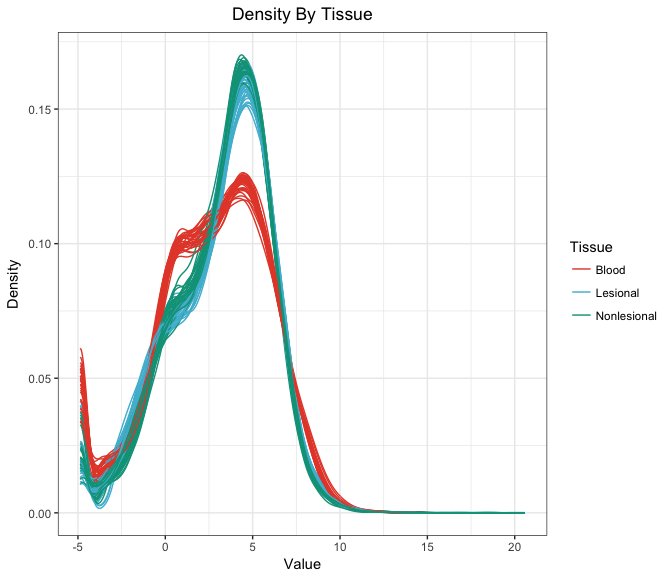 Density By Tissue
0.15
0.10
0.05
0.00
Density
-5 0 5 10 15 20
Value
Tissue
Blood
Lesional
Nonlesional